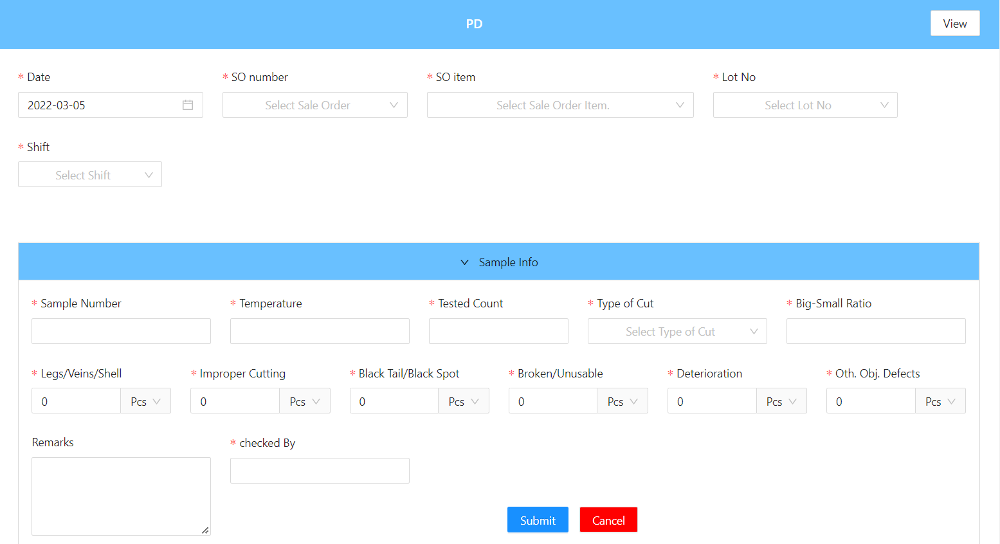 PD
View
* Date * SO number * SO item * Lot No
2022-03-05 Select Sale Order Select Sale Order Item. Select Lot No
* Shift
Select Shift
Sample Info
* Sample Number * Temperature * Tested Count * Type of Cut * Big-Small Ratio
Select Type of Cut
* Legs/Veins/Shell * Improper Cutting * Black Tail/Black Spot * Broken/Unusable * Deterioration * Oth. Obj. Defects
0 Pcs 0 Pcs 0 Pcs 0 Pcs 0 Pcs 0 Pcs
Remarks * checked By
Submit Cancel